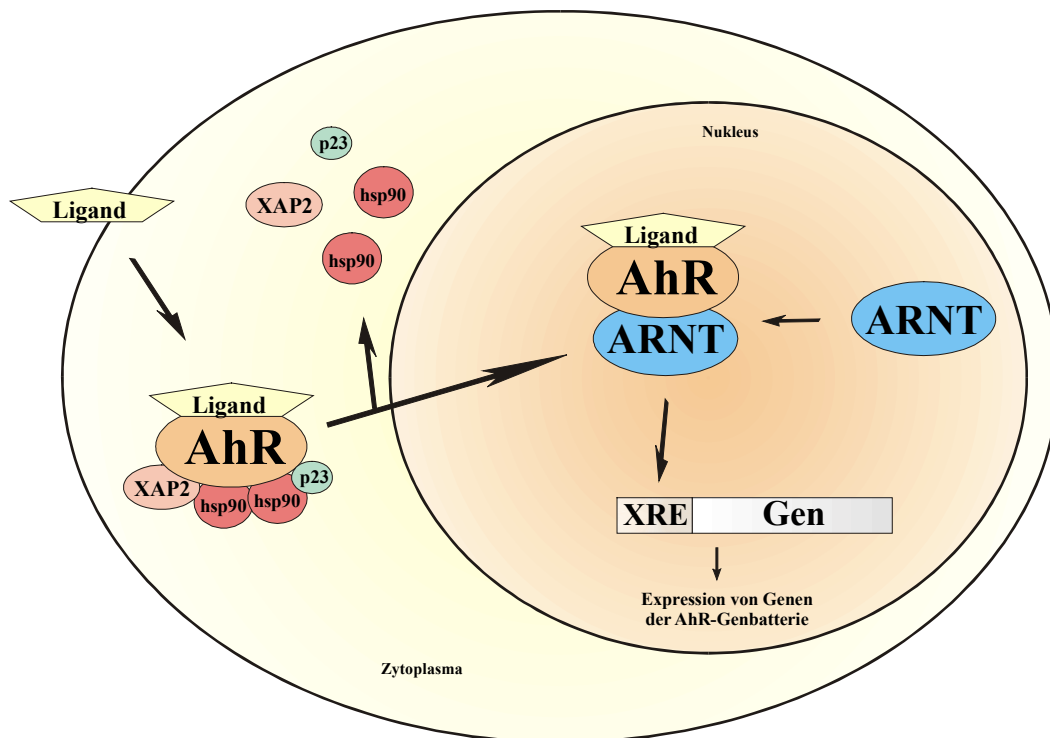 Nukleus
p23
hsp90
XAP2
Ligand
hsp90
Ligand
AhR
ARNT
ARNT
Ligand
AhR
XAP2
hsp90
hsp90
p23
XRE
Gen
Expression von Genen
der AhR-Genbatterie
Zytoplasma